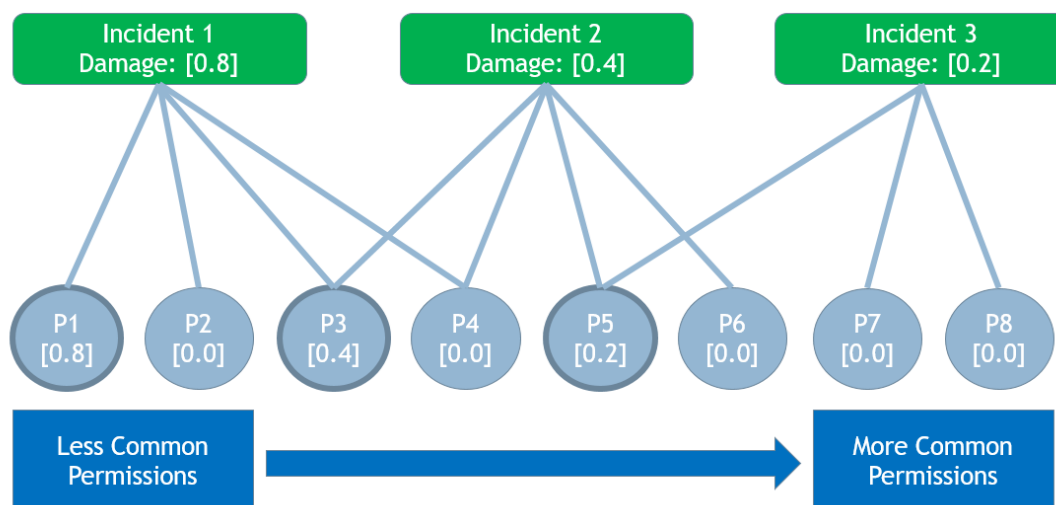 Incident 1
Damage: [0.8]
Incident 2
Damage: [0.4]
Incident 3
Damage: [0.2]
P1
[0.8]
P2
[0.0]
P3
[0.4]
P4
[0.0]
P5
[0.2]
P6
[0.0]
P7
[0.0]
P8
[0.0]
Less Common
Permissions
More Common
Permissions